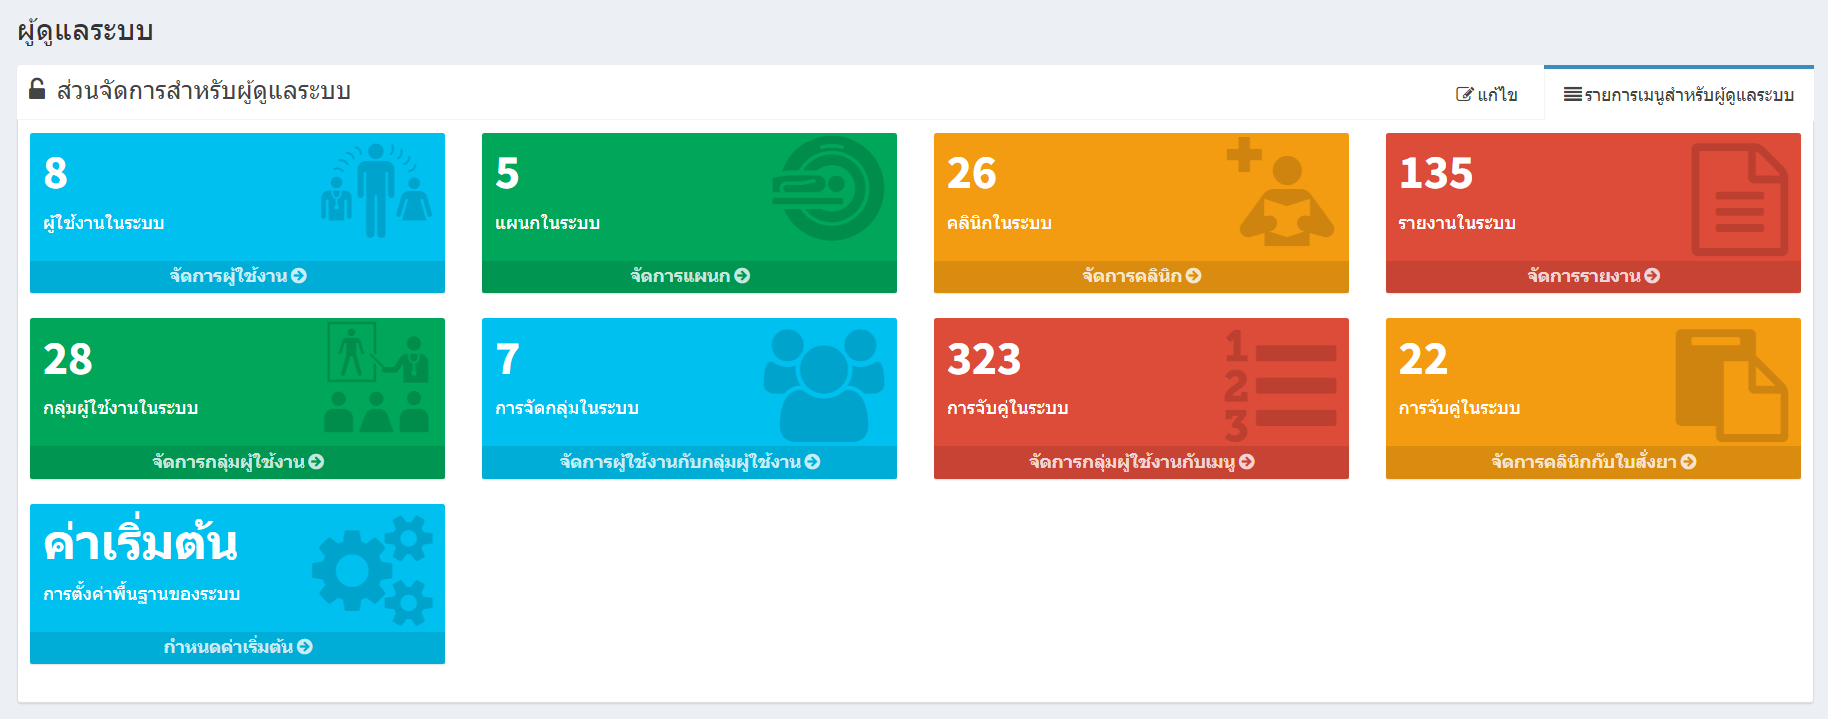 ผู้ดูแลระบบ
ส่วนจัดการสำหรับผู้ดูแลระบบ
แก้ไข
รายการเมนูสำหรับผู้ดูแลระบบ
8
ผู้ใช้งานในระบบ
จัดการผู้ใช้งาน
5
แผนกในระบบ
จัดการแผนก
26
คลินิกในระบบ
จัดการคลินิก
135
รายงานในระบบ
จัดการรายงาน
28
กลุ่มผู้ใช้งานในระบบ
จัดการกลุ่มผู้ใช้งาน
7
การจัดกลุ่มในระบบ
จัดการผู้ใช้งานกับกลุ่มผู้ใช้งาน
323
การจับคู่ในระบบ
1
2
3
จัดการกลุ่มผู้ใช้งานกับเมนู
22
การจับคู่ในระบบ
จัดการคลินิกกับใบสั่งยา
ค่าเริ่มต้น
การตั้งค่าพื้นฐานของระบบ
กำหนดค่าเริ่มต้น